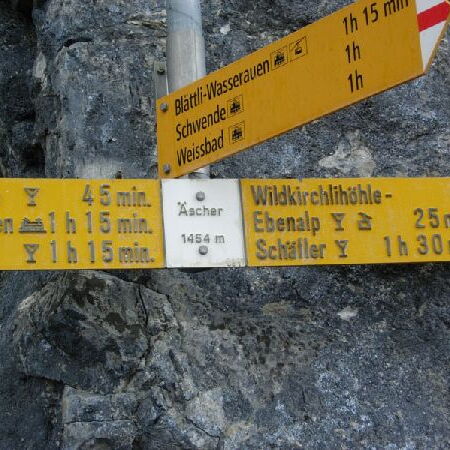 1h 15 min
Blättli-Wasserauen
1h
Schwende
1h
Weissbad
45 min.
en 1 h 15 min.
1 h 15 min.
Äscher
1454 m
Wildkirchlihöhle-
Ebenalp 25
Schäfler 1 h 30